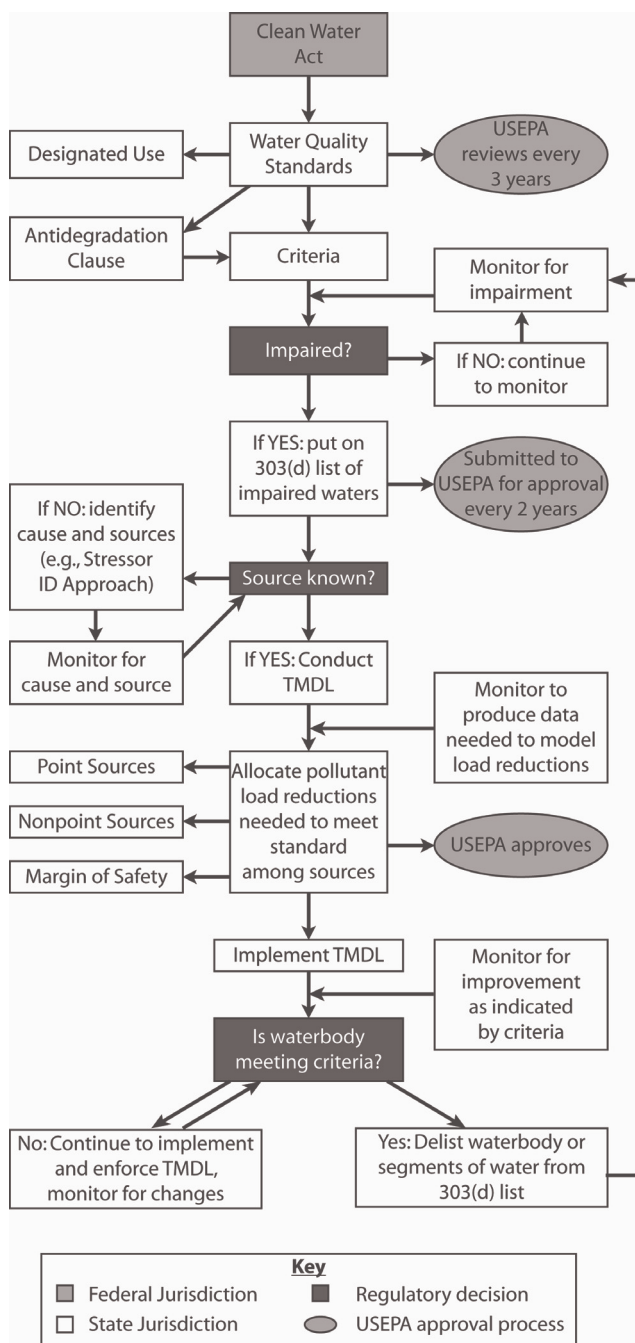 Clean Water
Act
Designated Use
Water Quality
Standards
USEPA
reviews every
3 years
Antidegradation
Clause
Criteria
Monitor for
impairment
Impaired?
If NO: continue
to monitor
If YES: put on
303(d) list of
impaired waters
Submitted to
USEPA for approval
every 2 years
If NO: identify
cause and sources
(e.g., Stressor
ID Approach)
Source known?
Monitor for
cause and source
If YES: Conduct
TMDL
Monitor to
produce data
needed to model
load reductions
Point Sources
Nonpoint Sources
Margin of Safety
Allocate pollutant
load reductions
needed to meet
standard
among sources
USEPA approves
Implement TMDL
Monitor for
improvement
as indicated
by criteria
Is waterbody
meeting criteria?
No: Continue to implement
and enforce TMDL,
monitor for changes
Yes: Delist waterbody or
segments of water from
303(d) list
Key
Federal Jurisdiction
Regulatory decision
State Jurisdiction
USEPA approval process